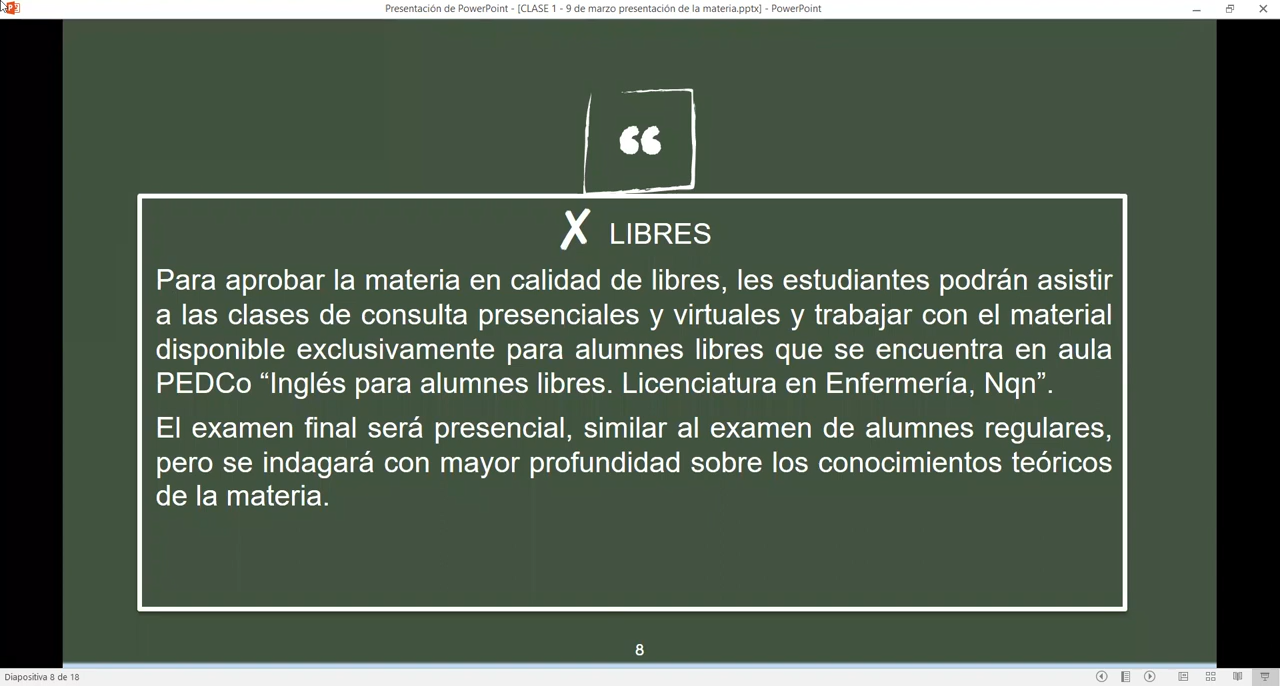 Presentación de PowerPoint - [CLASE 1 - 9 de marzo presentación de la materia.pptx] - PowerPoint
“
X LIBRES
Para aprobar la materia en calidad de libres, les estudiantes podrán asistir
a las clases de consulta presenciales y virtuales y trabajar con el material
disponible exclusivamente para alumnes libres que se encuentra en aula
PEDCo “Inglés para alumnes libres. Licenciatura en Enfermería, Nqn”.
El examen final será presencial, similar al examen de alumnes regulares,
pero se indagará con mayor profundidad sobre los conocimientos teóricos
de la materia.
8
Diapositiva 8 de 18